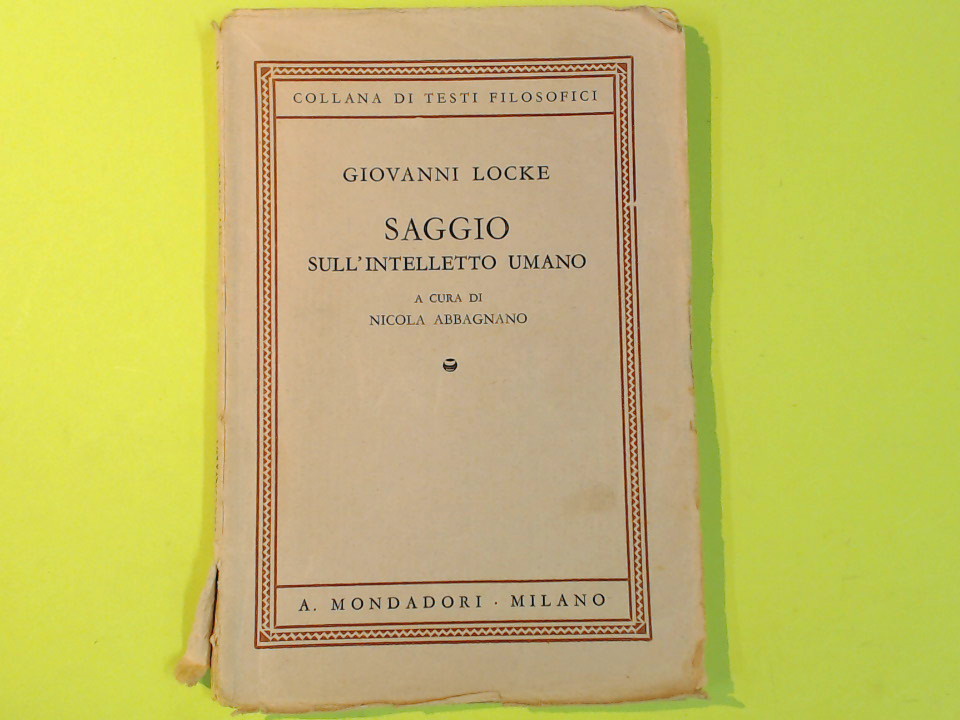 COLLANA DI TESTI FILOSOFICI
GIOVANNI LOCKE
SAGGIO
SULL'INTELLETTO UMANO
A CURA DI
NICOLA ABBAGNANO
A. MONDADORI · MILANO